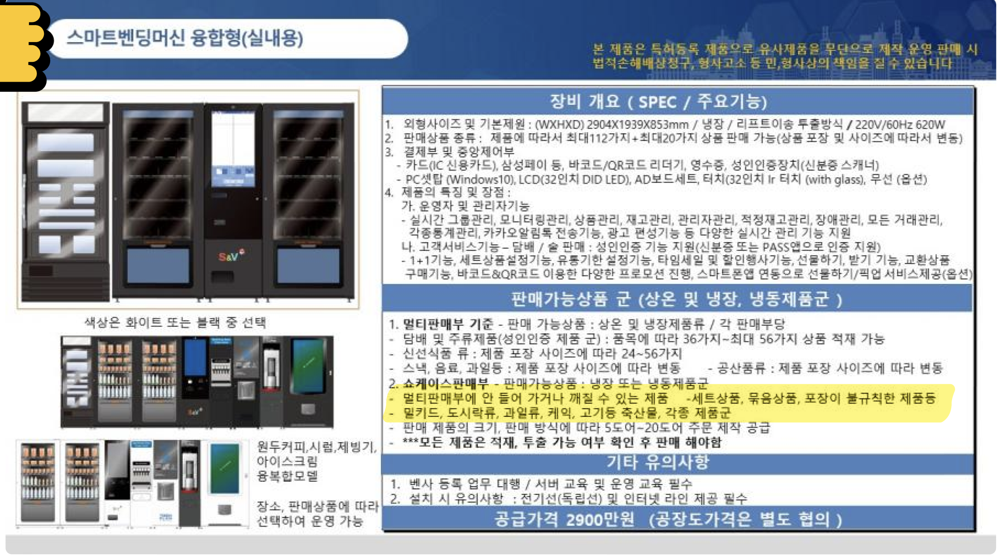 스마트벤딩머신 융합형(실내용)
본 제품은 특허등록 제품으로 유사제품을 무단으로 제작 운영 판매 시
법적손해배상청구, 형사고소 등 민,형사상의 책임을 질 수 있습니다
S&V
색상은 화이트 또는 블랙 중 선택
원두커피,시럽,제빙기,
아이스크림
융복합모델
장소, 판매상품에 따라
선택하여 운영 가능
장비 개요 ( SPEC / 주요기능)
1. 외형사이즈 및 기본제원 : (WXHXD) 2904X1939X853mm / 냉장 / 리프트이송 투출방식 / 220V/60Hz 620W
2. 판매상품 종류 : 제품에 따라서 최대112가지+최대20가지 상품 판매 가능(상품 포장 및 사이즈에 따라서 변동)
3. 결제부 및 중앙제어부
- 카드(IC 신용카드), 삼성페이 등, 바코드/QR코드 리더기, 영수증, 성인인증장치(신분증 스캐너)
- PC셋탑 (Windows10), LCD(32인치 DID LED), AD보드세트, 터치(32인치 Ir 터치 (with glass), 무선 (옵션)
4. 제품의 특징 및 장점 :
가. 운영자 및 관리자기능
- 실시간 그룹관리, 모니터링관리, 상품관리, 재고관리, 관리자관리, 적정재고관리, 장애관리, 모든 거래관리,
각종통계관리, 카카오알림톡 전송기능, 광고 편성기능 등 다양한 실시간 관리 기능 지원
나. 고객서비스기능 – 담배 / 술 판매 : 성인인증 기능 지원(신분증 또는 PASS앱으로 인증 지원)
- 1+1기능, 세트상품설정기능, 유통기한 설정기능, 타임세일 및 할인행사기능, 선물하기, 받기 기능, 교환상품
구매기능, 바코드&QR코드 이용한 다양한 프로모션 진행, 스마트폰앱 연동으로 선물하기/픽업 서비스제공(옵션)
판매가능상품 군 (상온 및 냉장, 냉동제품군 )
1. 멀티판매부 기준 - 판매 가능상품 : 상온 및 냉장제품류 / 각 판매부당
- 담배 및 주류제품(성인인증 제품 군) : 품목에 따라 36가지~최대 56가지 상품 적재 가능
- 신선식품 류 : 제품 포장 사이즈에 따라 24~56가지
- 스낵, 음료, 과일등 : 제품 포장 사이즈에 따라 변동 - 공산품류 : 제품 포장 사이즈에 따라 변동
2. 쇼케이스판매부 - 판매가능상품 : 냉장 또는 냉동제품군
- 멀티판매부에 안 들어 가거나 깨질 수 있는 제품 -세트상품, 묶음상품, 포장이 불규칙한 제품등
- 밀키드, 도시락류, 과일류, 케익, 고기등 축산물, 각종 제품군
- 판매 제품의 크기, 판매 방식에 따라 5도어~20도어 주문 제작 공급
- ***모든 제품은 적재, 투출 가능 여부 확인 후 판매 해야함
기타 유의사항
1. 벤사 등록 업무 대행 / 서버 교육 및 운영 교육 필수
2. 설치 시 유의사항 : 전기선(독립선) 및 인터넷 라인 제공 필수
공급가격 2900만원 (공장도가격은 별도 협의 )